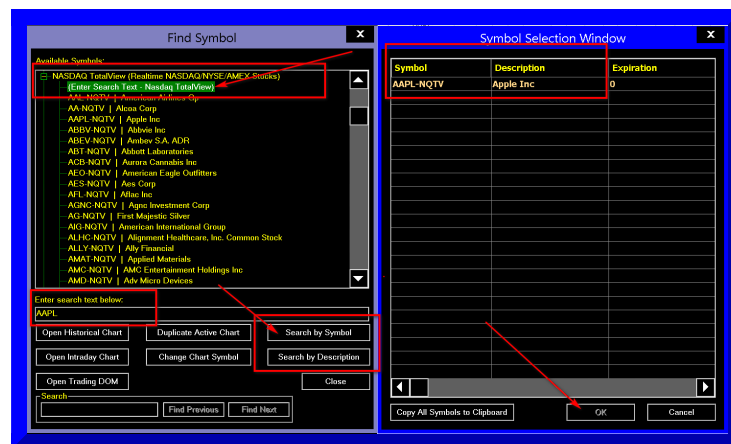 Find Symbol
X
Available Symbols:
NASDAQ TotalView (Realtime NASDAQ/NYSE/AMEX Stocks)
(Enter Search Text - Nasdaq TotalView)
AAL-NQTV | American Airlines Gp
AA-NQTV | Alcoa Corp
AAPL-NQTV | Apple Inc
ABBV-NQTV | Abbvie Inc
ABEV-NQTV | Ambev S.A. ADR
ABT-NQTV | Abbott Laboratories
ACB-NQTV | Aurora Cannabis Inc
AEO-NQTV | American Eagle Outfitters
AES-NQTV | Aes Corp
AFL-NQTV | Aflac Inc
AGNC-NQTV | Agnc Investment Corp
AG-NQTV | First Majestic Silver
AIG-NQTV | American International Group
ALHC-NQTV | Alignment Healthcare, Inc. Common Stock
ALLY-NQTV | Ally Financial
AMAT-NQTV | Applied Materials
AMC-NQTV | AMC Entertainment Holdings Inc
AMD-NQTV | Adv Micro Devices
Enter search text below:
AAPL
Open Historical Chart Duplicate Active Chart Search by Symbol
Open Intraday Chart Change Chart Symbol Search by Description
Open Trading DOM Close
Search
Find Previous Find Next
Symbol Selection Window
X
Symbol Description Expiration
AAPL-NQTV Apple Inc 0
Copy All Symbols to Clipboard OK Cancel